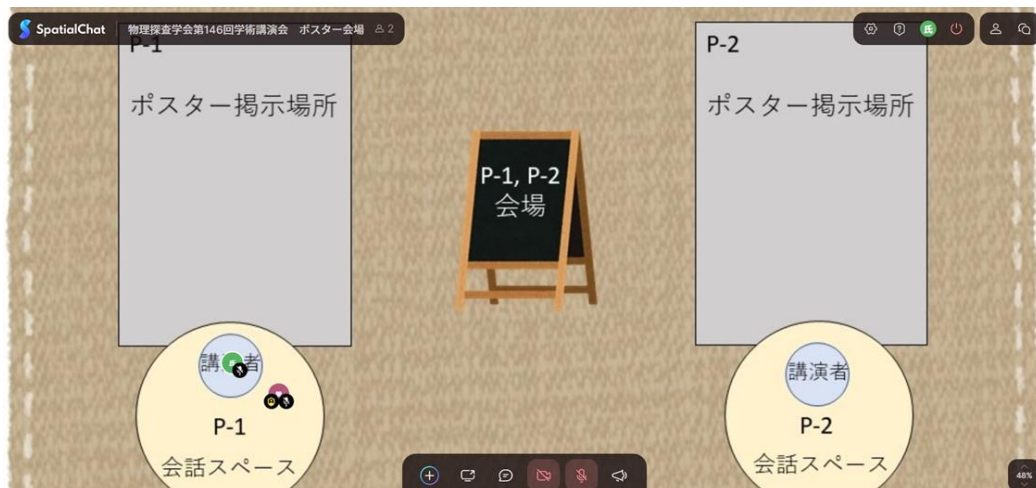 SpatialChat
物理探査学会第146回学術講演会 ポスター会場 2
氏
P-1
ポスター掲示場所
P-2
ポスター掲示場所
P-1, P-2
会場
講 者
P-1
会話スペース
講演者
P-2
会話スペース
48%